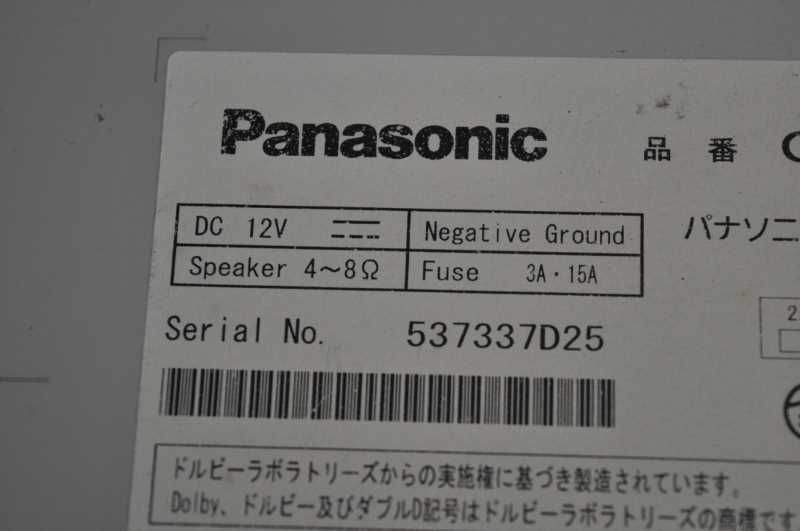 Panasonic 品番
DC 12V Negative Ground
パナソニ
Speaker 4～8Ω Fuse 3A・15A
Serial No. 537337D25
2
ドルビーラボラトリーズからの実施権に基づき製造されています。
Dolby、ドルビー及びダブルD記号はドルビーラボラトリーズの商標です